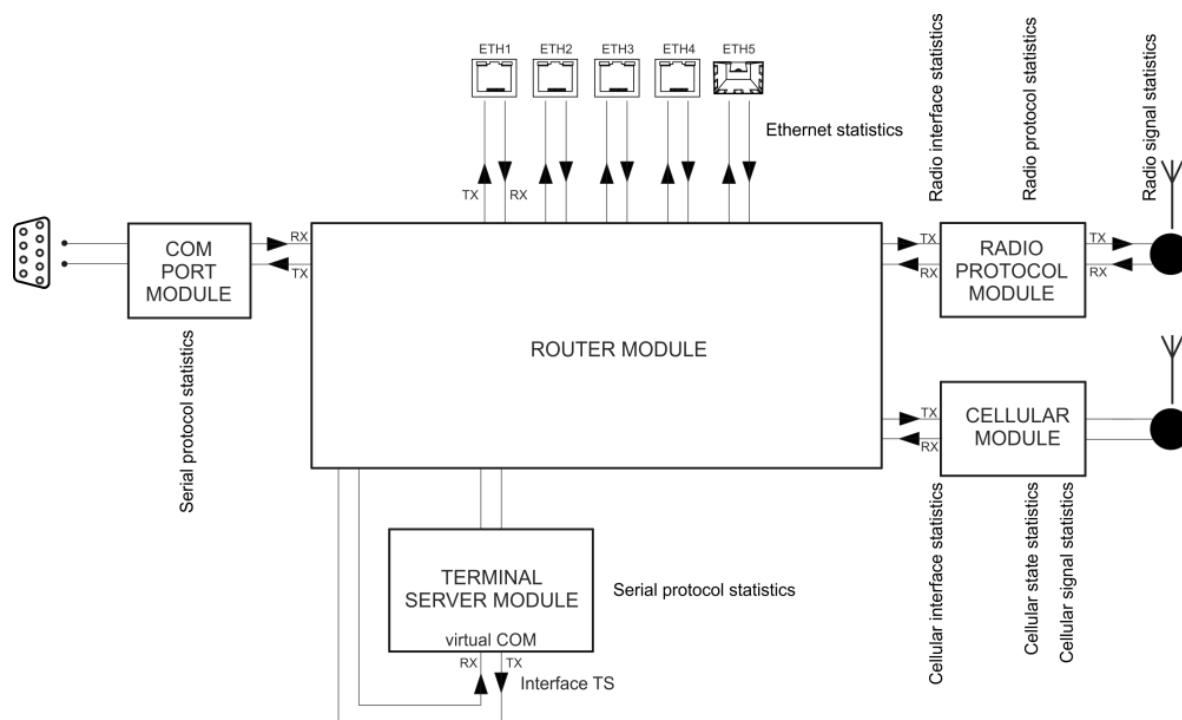 ETH1
ETH2
ETH3
ETH4
ETH5
Ethernet statistics
Radio interface statistics
Radio protocol statistics
Radio signal statistics
TX
RX
COM
PORT
MODULE
RX
TX
Serial protocol statistics
ROUTER MODULE
TX
RX
RADIO
PROTOCOL
MODULE
TX
RX
TX
RX
CELLULAR
MODULE
Cellular interface statistics
Cellular state statistics
Cellular signal statistics
TERMINAL
SERVER MODULE
virtual COM
Serial protocol statistics
RX
TX
Interface TS